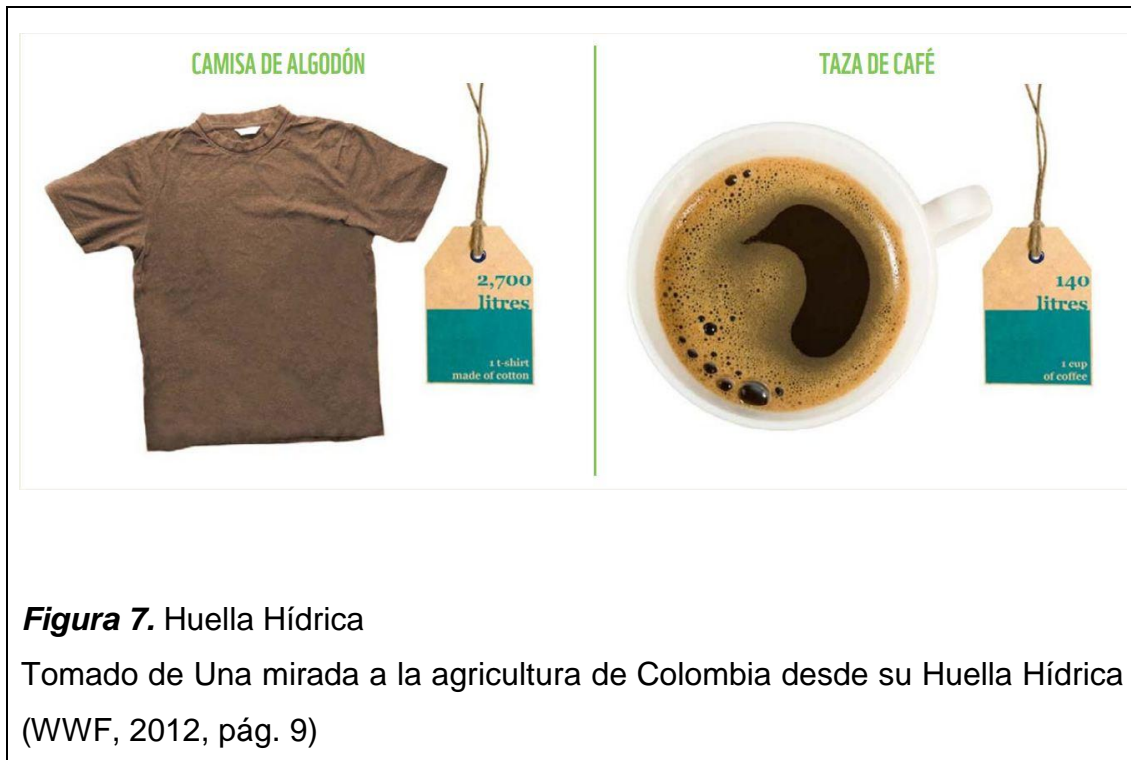 CAMISA DE ALGODÓN
2,700
litres
1 t-shirt
made of cotton
TAZA DE CAFÉ
140
litres
1 cup
of coffee
Figura 7. Huella Hídrica
Tomado de Una mirada a la agricultura de Colombia desde su Huella Hídrica
(WWF, 2012, pág. 9)